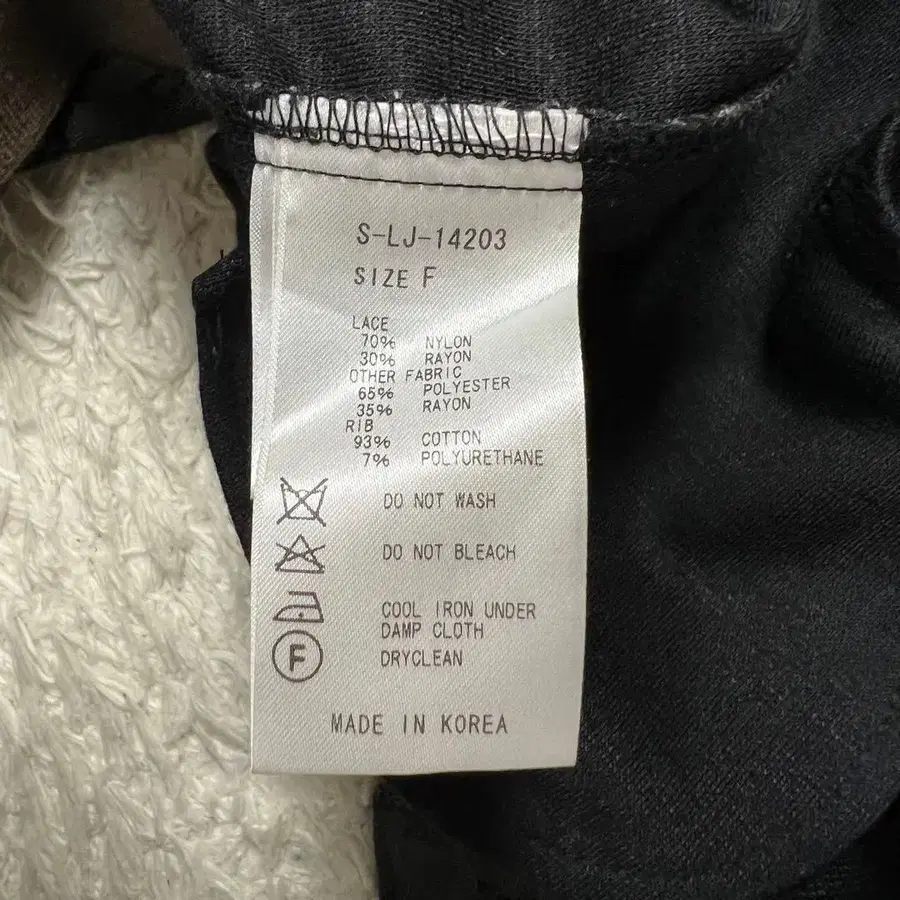 S-LJ-14203
SIZE F
LACE
70% NYLON
30% RAYON
OTHER FABRIC
65% POLYESTER
35% RAYON
RIB
93% COTTON
7% POLYURETHANE
DO NOT WASH
DO NOT BLEACH
COOL IRON UNDER
DAMP CLOTH
F DRYCLEAN
MADE IN KOREA